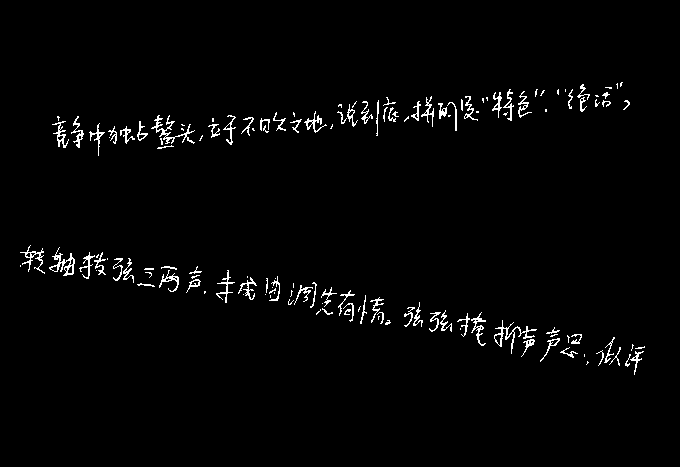 竞争中独占鳌头,立于不败之地,说到底,拼的是“特色”、“绝活”,
转轴拨弦三两声,未成曲调先有情。弦弦掩抑声声思,似诉